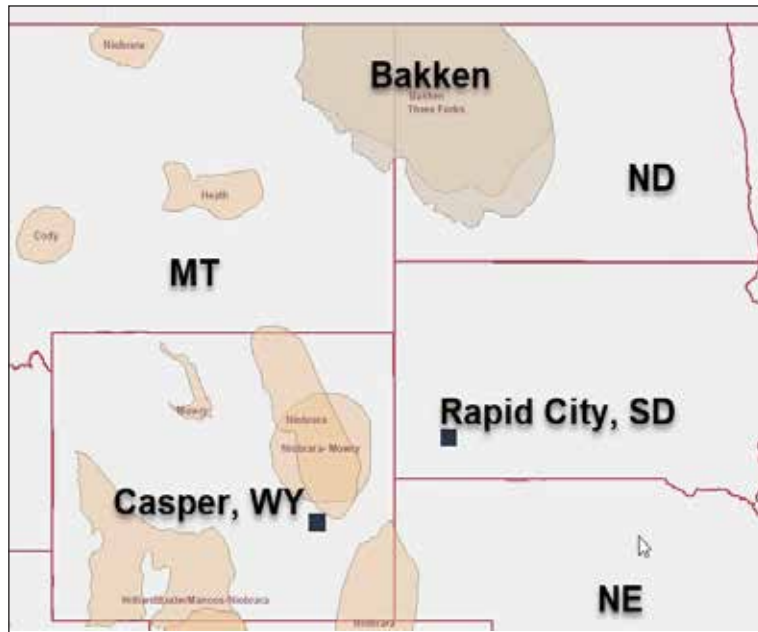 Niobrara
Bakken
Bakken
Three Forks
ND
Heath
Cody
MT
Mowry
Niobrara
Niobrara- Mowry
Rapid City, SD
Casper, WY
Hilliard/Baxter/Mancos-Niobrara
Niobrara
NE